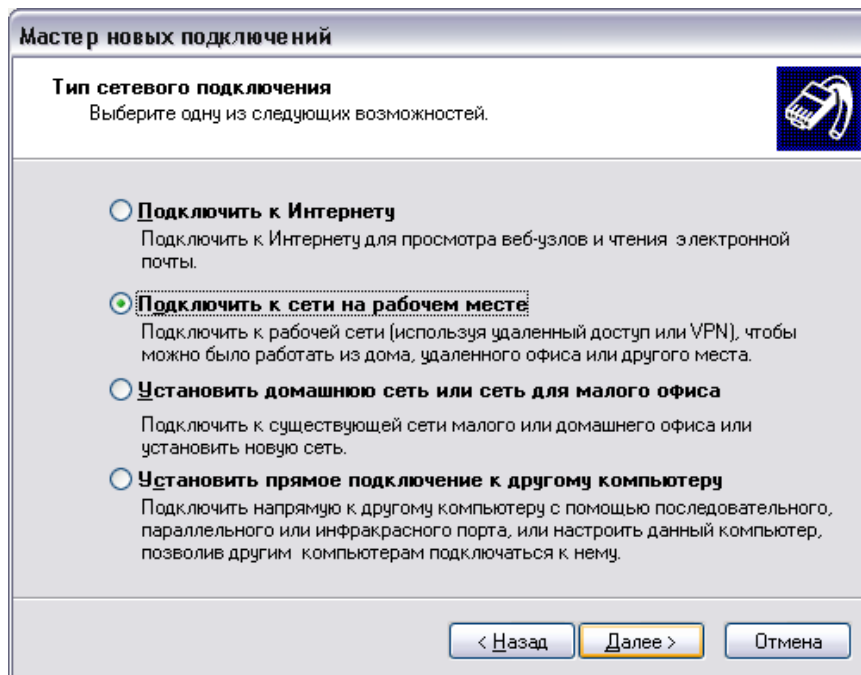 Мастер новых подключений
Тип сетевого подключения
Выберите одну из следующих возможностей.
Подключить к Интернету
Подключить к Интернету для просмотра веб-узлов и чтения электронной
почты.
Подключить к сети на рабочем месте
Подключить к рабочей сети (используя удаленный доступ или VPN), чтобы
можно было работать из дома, удаленного офиса или другого места.
Установить домашнюю сеть или сеть для малого офиса
Подключить к существующей сети малого или домашнего офиса или
установить новую сеть.
Установить прямое подключение к другому компьютеру
Подключить напрямую к другому компьютеру с помощью последовательного,
параллельного или инфракрасного порта, или настроить данный компьютер,
позволив другим компьютерам подключаться к нему.
< Назад Далее > Отмена